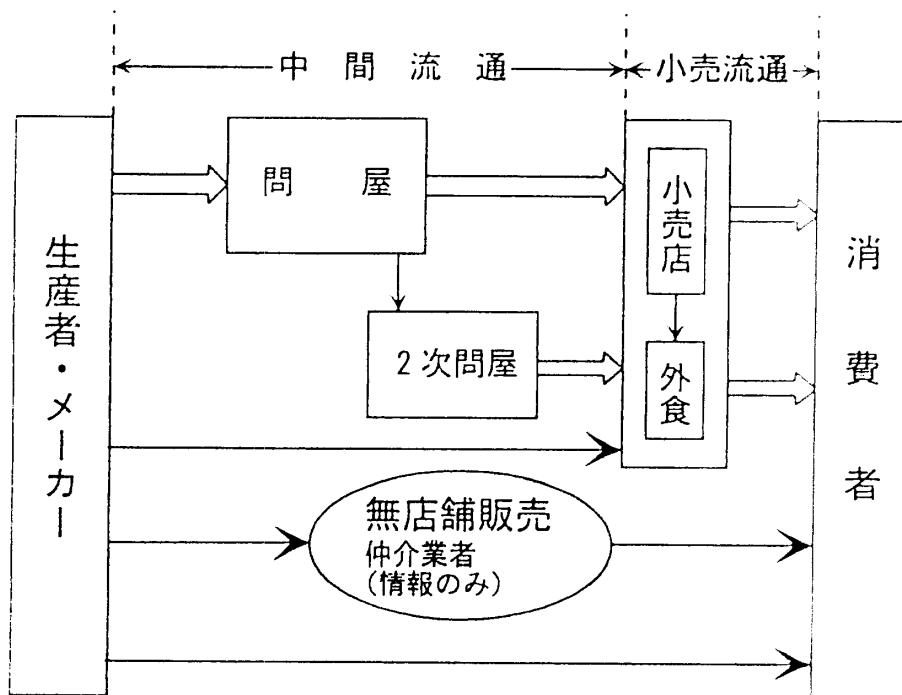 中間流通
小売流通
生産者・メーカー
問屋
2次問屋
小売店
外食
無店舗販売
仲介業者
(情報のみ)
消費者